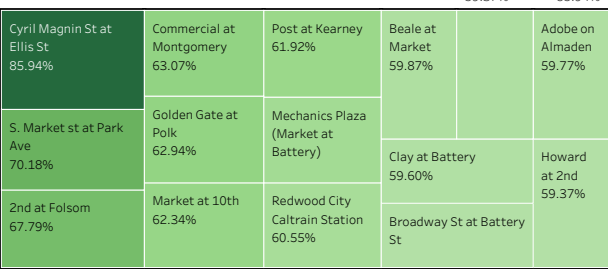 Cyril Magnin St at
Ellis St
85.94%
S. Market st at Park
Ave
70.18%
2nd at Folsom
67.79%
Commercial at
Montgomery
63.07%
Golden Gate at
Polk
62.94%
Market at 10th
62.34%
Post at Kearney
61.92%
Mechanics Plaza
(Market at
Battery)
Redwood City
Caltrain Station
60.55%
Beale at
Market
59.87%
Clay at Battery
59.60%
Broadway St at Battery
St
Adobe on
Almaden
59.77%
Howard
at 2nd
59.37%